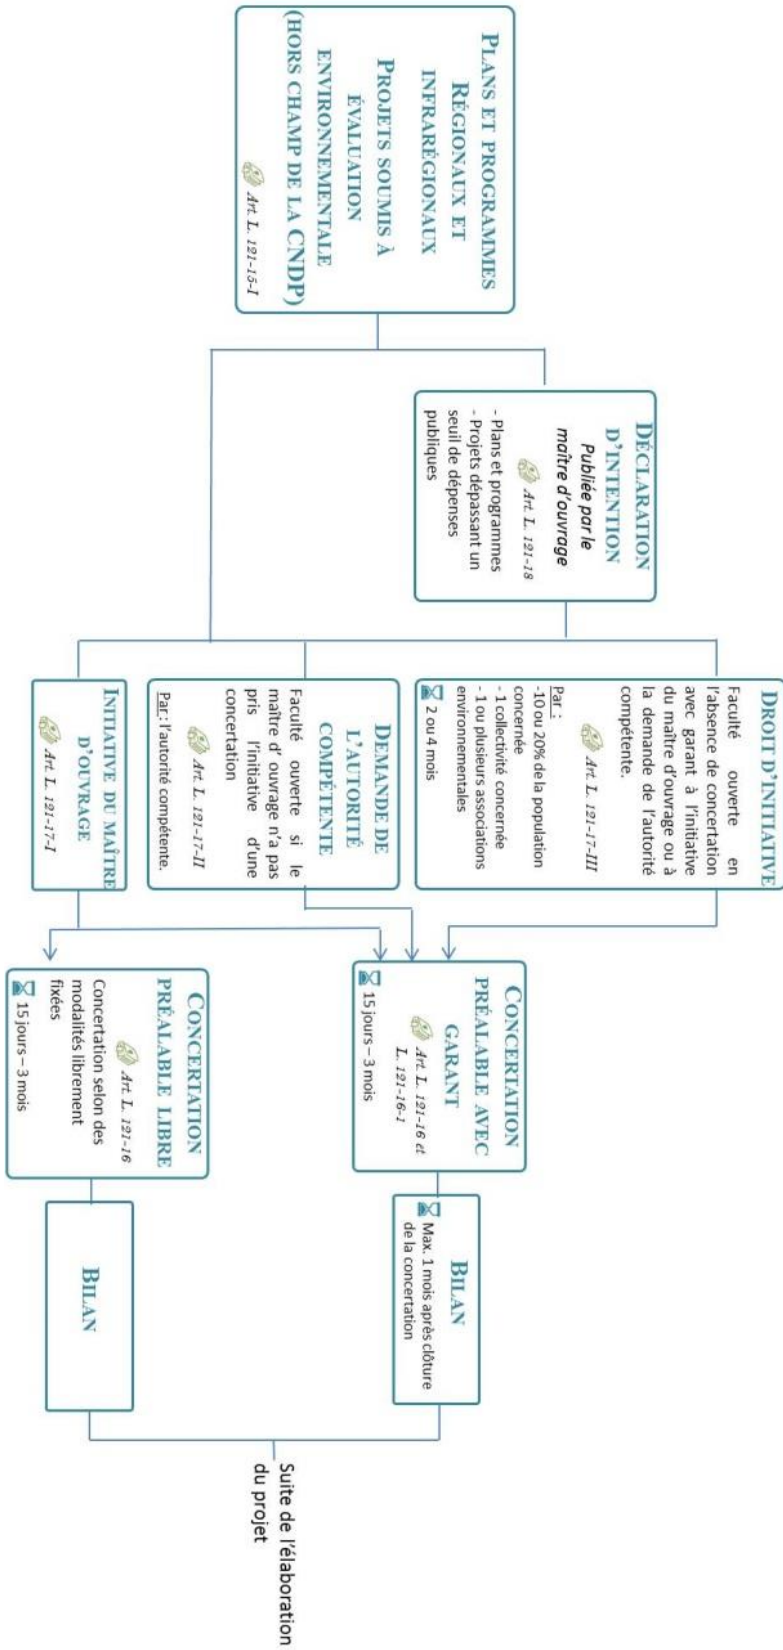 PLANS ET PROGRAMMES
RÉGIONAUX ET
INFRARÉGIONAUX
PROJETS SOUMIS À
ÉVALUATION
ENVIRONNEMENTALE
(HORS CHAMP DE LA CNDP)
Art. L. 121-15-I
DÉCLARATION
D'INTENTION
Publiée par le
maître d'ouvrage
Art. L. 121-18
- Plans et programmes
- Projets dépassant un
seuil de dépenses
publiques
DROIT D'INITIATIVE
Faculté ouverte en
l'absence de concertation
avec garant à l'initiative
du maître d'ouvrage ou à
la demande de l'autorité
compétente.
Art. L. 121-17-III
Par :
-10 ou 20% de la population
concernée
- 1 collectivité concernée
- 1 ou plusieurs associations
environnementales
2 ou 4 mois
DEMANDE DE
L'AUTORITÉ
COMPÉTENTE
Faculté ouverte si le
maître d' ouvrage n'a pas
pris l'initiative d'une
concertation
Art. L. 121-17-II
Par : l'autorité compétente.
INITIATIVE DU MAÎTRE
D'OUVRAGE
Art. L. 121-17-I
CONCERTATION
PRÉALABLE AVEC
GARANT
Art. L. 121-16 et
L. 121-16-1
15 jours – 3 mois
CONCERTATION
PRÉALABLE LIBRE
Art. L. 121-16
Concertation selon des
modalités librement
fixées
15 jours – 3 mois
BILAN
Max. 1 mois après clôture
de la concertation
BILAN
Suite de l'élaboration
du projet